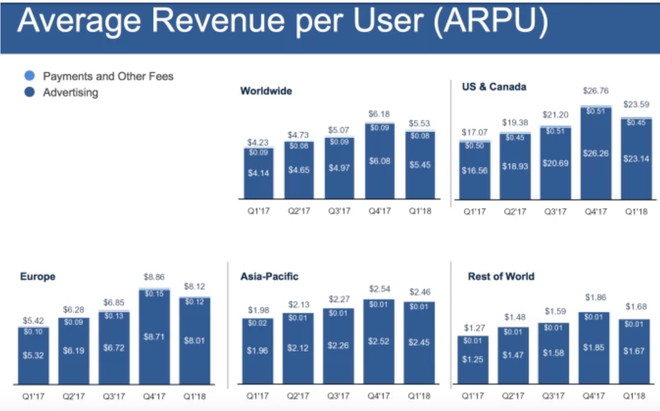 Average Revenue per User (ARPU)
Payments and Other Fees
Advertising
Worldwide
$4.23 $4.73 $5.07 $6.18 $5.53
$0.09 $0.08 $0.09 $0.09 $0.08
$4.14 $4.65 $4.97 $6.08 $5.45
Q1'17 Q2'17 Q3'17 Q4'17 Q1'18
US & Canada
$17.07 $19.38 $21.20 $26.76 $23.59
$0.50 $0.45 $0.51 $0.51 $0.45
$16.56 $18.93 $20.69 $26.26 $23.14
Q1'17 Q2'17 Q3'17 Q4'17 Q1'18
Europe
$5.42 $6.28 $6.85 $8.86 $8.12
$0.10 $0.09 $0.13 $0.15 $0.12
$5.32 $6.19 $6.72 $8.71 $8.01
Q1'17 Q2'17 Q3'17 Q4'17 Q1'18
Asia-Pacific
$1.98 $2.13 $2.27 $2.54 $2.46
$0.02 $0.01 $0.01 $0.01 $0.01
$1.96 $2.12 $2.26 $2.52 $2.45
Q1'17 Q2'17 Q3'17 Q4'17 Q1'18
Rest of World
$1.27 $1.48 $1.59 $1.86 $1.68
$0.01 $0.01 $0.01 $0.01 $0.01
$1.25 $1.47 $1.58 $1.85 $1.67
Q1'17 Q2'17 Q3'17 Q4'17 Q1'18